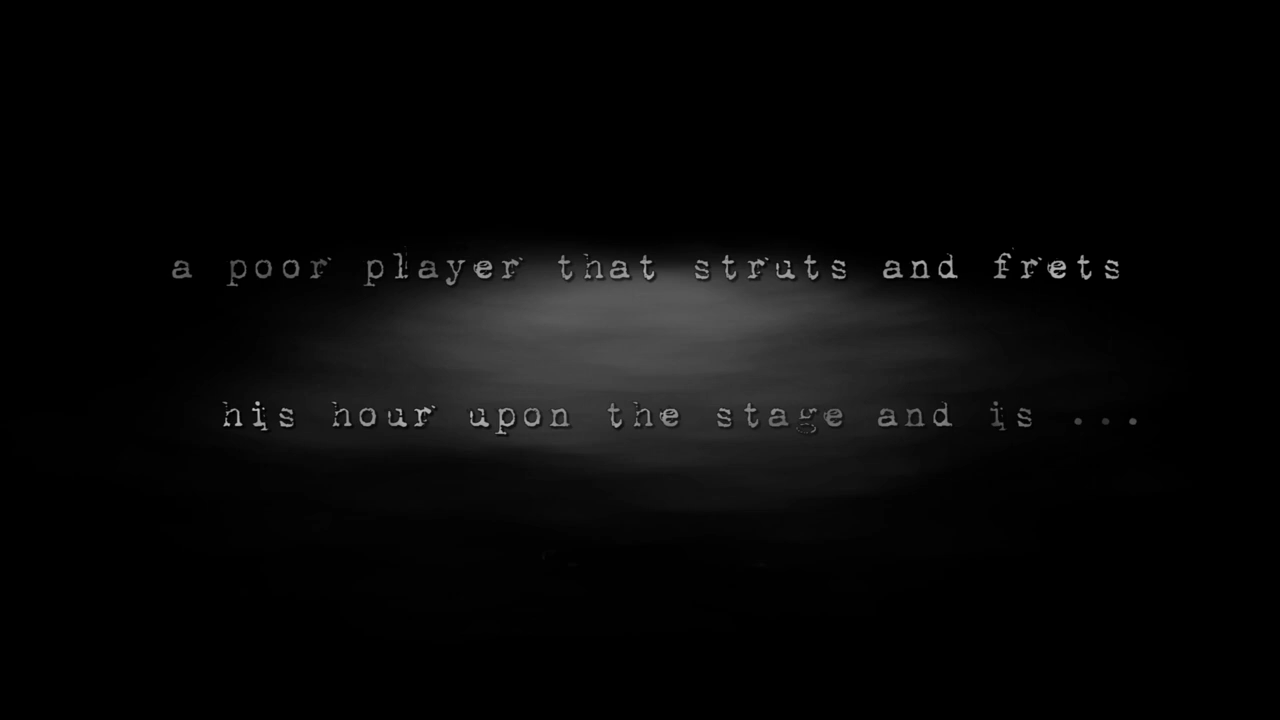 a poor player that struts and frets
his hour upon the stage and is ...